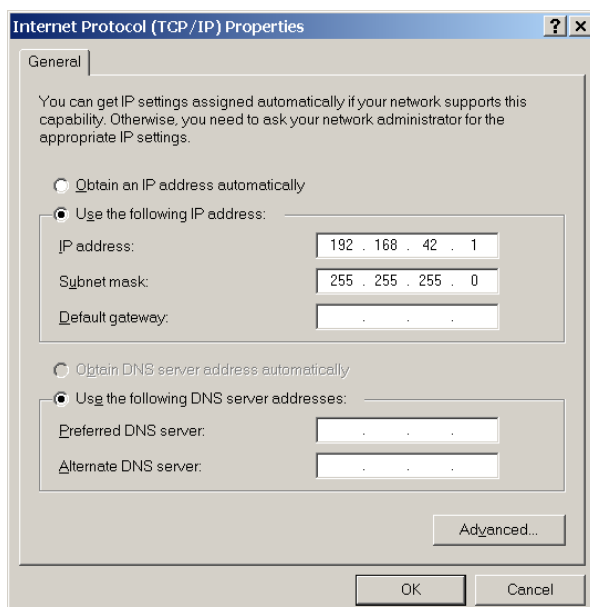 Internet Protocol (TCP/IP) Properties
General
You can get IP settings assigned automatically if your network supports this
capability. Otherwise, you need to ask your network administrator for the
appropriate IP settings.
Obtain an IP address automatically
Use the following IP address:
IP address: 192 . 168 . 42 . 1
Subnet mask: 255 . 255 . 255 . 0
Default gateway: . . .
Obtain DNS server address automatically
Use the following DNS server addresses:
Preferred DNS server: . . .
Alternate DNS server: . . .
Advanced...
OK Cancel